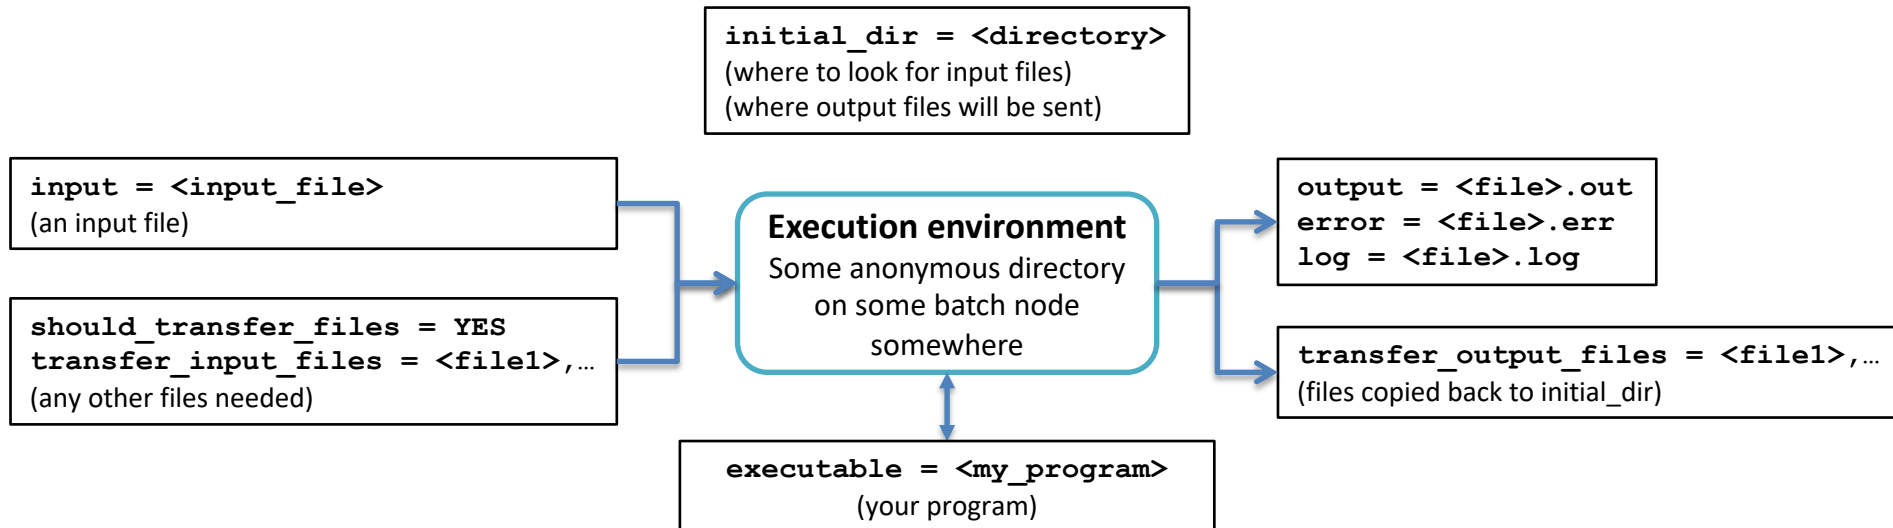 initial_dir = <directory>
(where to look for input files)
(where output files will be sent)
input = <input_file>
(an input file)
should_transfer_files = YES
transfer_input_files = <file1>,…
(any other files needed)
Execution environment
Some anonymous directory
on some batch node
somewhere
output = <file>.out
error = <file>.err
log = <file>.log
transfer_output_files = <file1>,…
(files copied back to initial_dir)
executable = <my_program>
(your program)